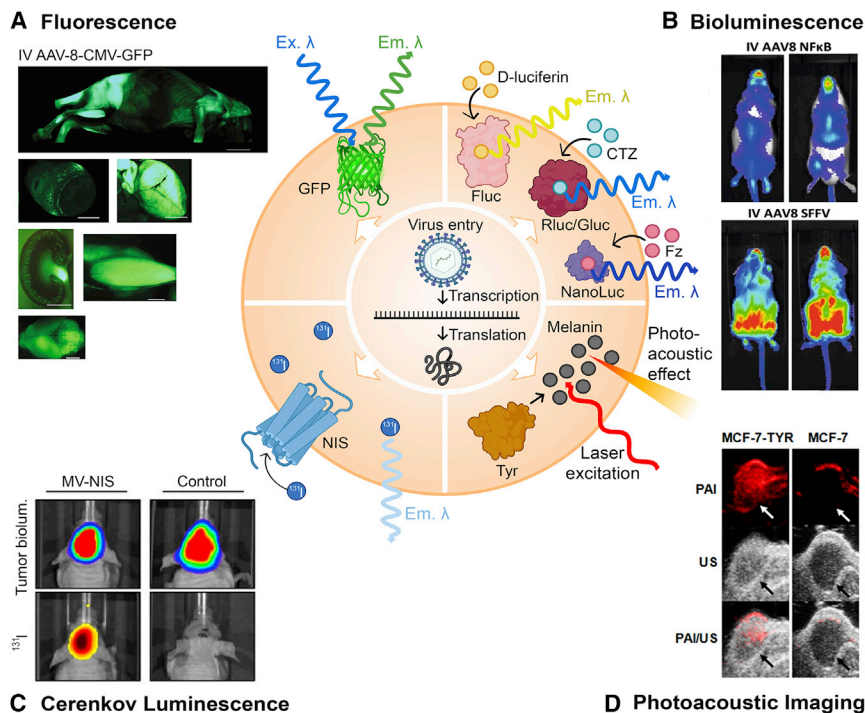 A Fluorescence
IV AAV-8-CMV-GFP
Ex. λ
Em. λ
GFP
D-luciferin
Em. λ
Fluc
CTZ
Em. λ
Rluc/Gluc
Fz
Em. λ
NanoLuc
Virus entry
Transcription
Translation
B Bioluminescence
IV AAV8 NFκB
IV AAV8 SFFV
131I
131I
131I
131I
131I
NIS
Em. λ
MV-NIS
Control
Tumor biolum.
131I
C Cerenkov Luminescence
Melanin
Photo-
acoustic
effect
Tyr
Laser
excitation
MCF-7-TYR
MCF-7
PAI
US
PAI/US
D Photoacoustic Imaging